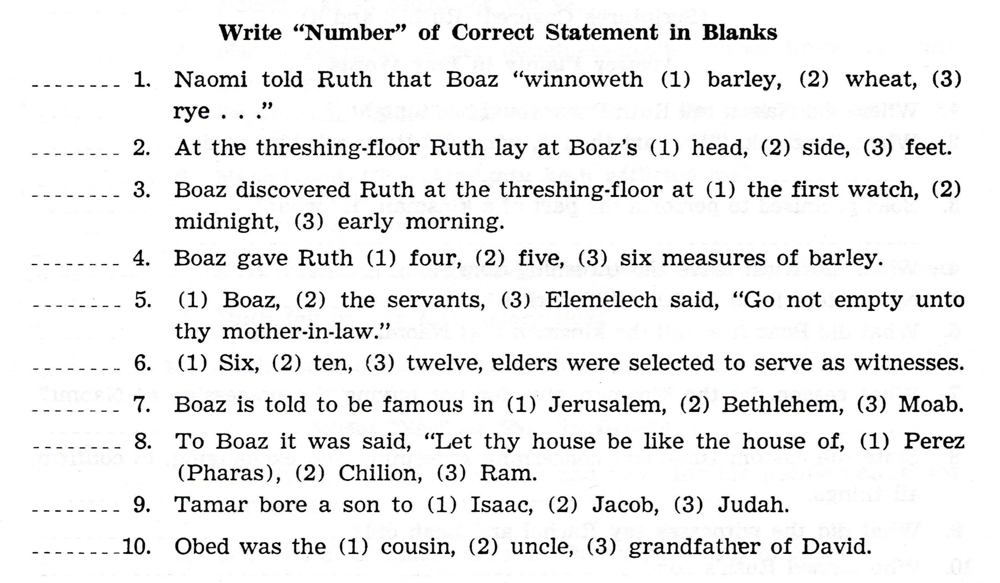 Write “Number” of Correct Statement in Blanks
-------- 1. Naomi told Ruth that Boaz “winnoweth (1) barley, (2) wheat, (3)
rye . . .”
-------- 2. At the threshing-floor Ruth lay at Boaz’s (1) head, (2) side, (3) feet.
-------- 3. Boaz discovered Ruth at the threshing-floor at (1) the first watch, (2)
midnight, (3) early morning.
-------- 4. Boaz gave Ruth (1) four, (2) five, (3) six measures of barley.
-------- 5. (1) Boaz, (2) the servants, (3) Elemelech said, “Go not empty unto
thy mother-in-law.”
-------- 6. (1) Six, (2) ten, (3) twelve, elders were selected to serve as witnesses.
-------- 7. Boaz is told to be famous in (1) Jerusalem, (2) Bethlehem, (3) Moab.
-------- 8. To Boaz it was said, “Let thy house be like the house of, (1) Perez
(Pharas), (2) Chilion, (3) Ram.
-------- 9. Tamar bore a son to (1) Isaac, (2) Jacob, (3) Judah.
--------10. Obed was the (1) cousin, (2) uncle, (3) grandfather of David.